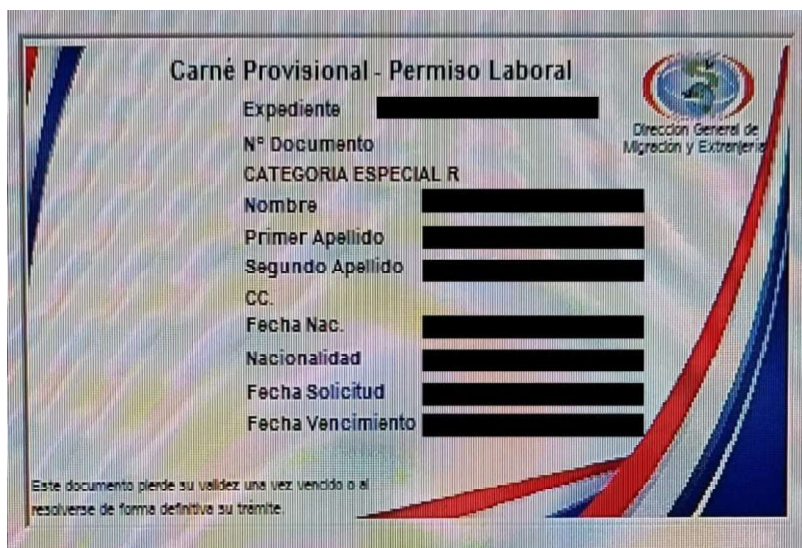 Carné Provisional - Permiso Laboral
Expediente
Dirección General de
Migración y Extranjería
Nº Documento
CATEGORIA ESPECIAL R
Nombre
Primer Apellido
Segundo Apellido
CC.
Fecha Nac.
Nacionalidad
Fecha Solicitud
Fecha Vencimiento
Este documento pierde su validez una vez vencido o al
resolverse de forma definitiva su trámite.